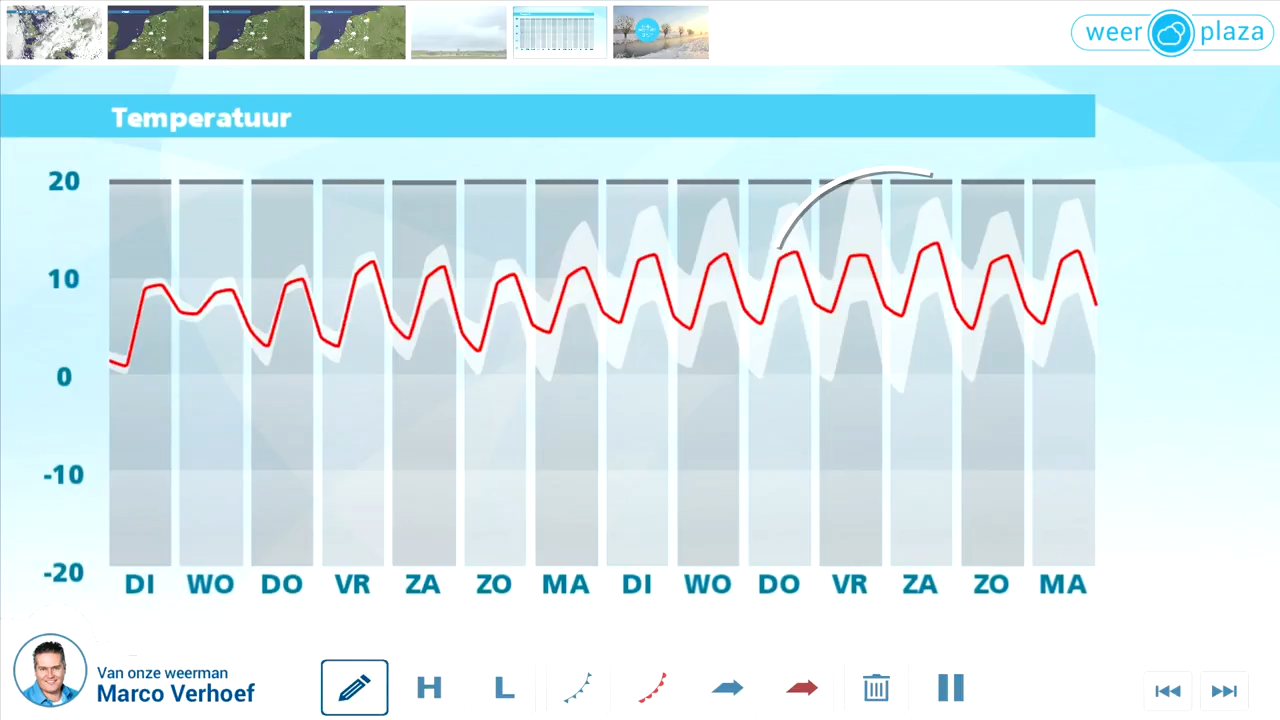 weer plaza
Temperatuur
20
10
0
-10
-20
DI WO DO VR ZA ZO MA DI WO DO VR ZA ZO MA
Van onze weerman
Marco Verhoef
H L